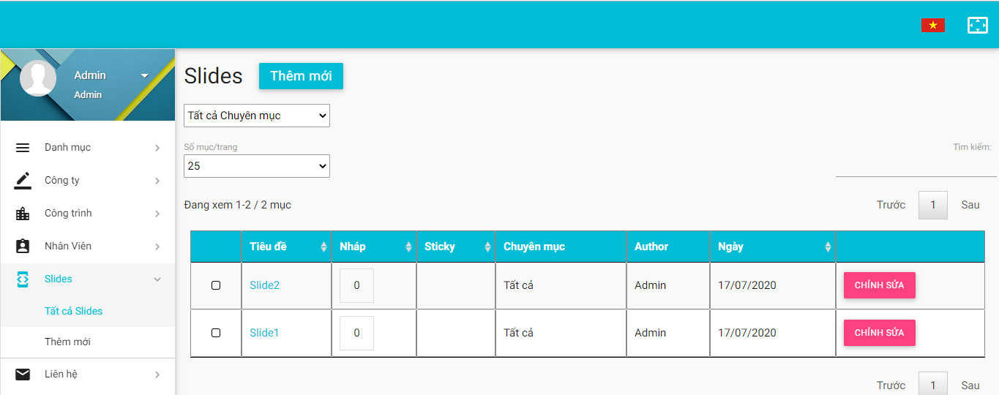 Admin
Admin
Danh mục
Công ty
Công trình
Nhân Viên
Slides
Tất cả Slides
Thêm mới
Liên hệ
Slides Thêm mới
Tất cả Chuyên mục
Số mục/trang Tìm kiếm:
25
Đang xem 1-2 / 2 mục Trước 1 Sau
Tiêu đề Nháp Sticky Chuyên mục Author Ngày
Slide2 0 Tất cả Admin 17/07/2020 CHỈNH SỬA
Slide1 0 Tất cả Admin 17/07/2020 CHỈNH SỬA
Trước 1 Sau